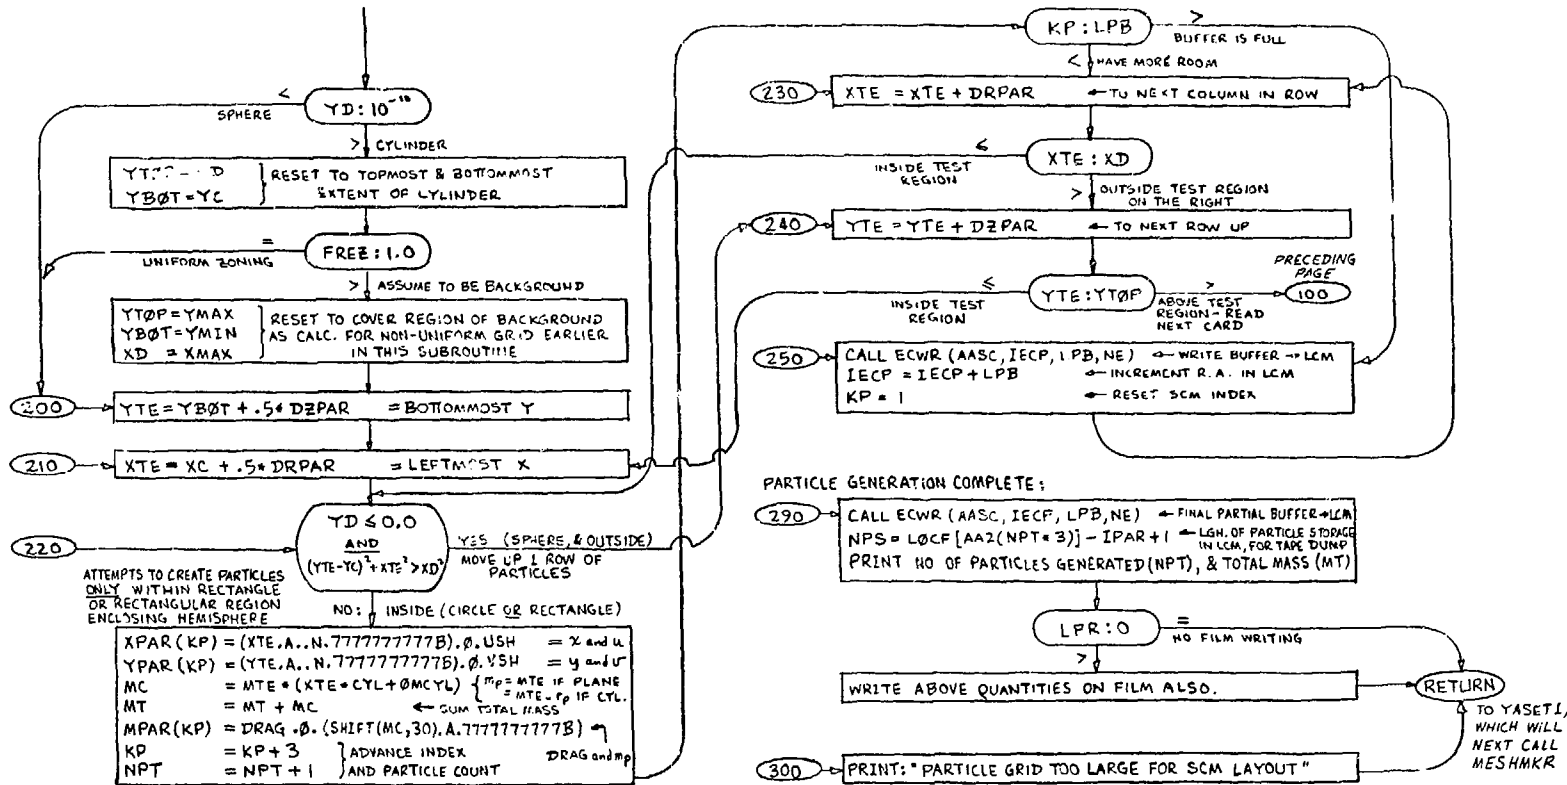 YD : 10⁻¹⁰
<
SPHERE
> CYLINDER
YBØT = YC
RESET TO TOPMOST & BOTTOMMOST
EXTENT OF LYLINDER
FREZ : 1.0
=
UNIFORM ZONING
> ASSUME TO BE BACKGROUND
YTØP = YMAX
YBØT = YMIN
XD = XMAX
RESET TO COVER REGION OF BACKGROUND
AS CALC. FOR NON-UNIFORM GRID EARLIER
IN THIS SUBROUTINE
200
YTE = YBØT + .5* DZPAR = BOTTOMMOST Y
210
XTE = XC + .5* DRPAR = LEFTMOST X
220
YD ≤ 0.0
AND
(YTE-YC)² + XTE² > XD²
YES (SPHERE, & OUTSIDE)
MOVE UP 1 ROW OF
PARTICLES
ATTEMPTS TO CREATE PARTICLES
ONLY WITHIN RECTANGLE
OR RECTANGULAR REGION
ENCLOSING HEMISPHERE
NO: INSIDE (CIRCLE OR RECTANGLE)
XPAR(KP) = (XTE.A..N.7777777777B).Ø.USH = x and u
YPAR(KP) = (YTE.A..N.7777777777B).Ø.VSH = y and v
MC = MTE*(XTE*CYL+ØMCYL) { mp = MTE IF PLANE
= MTE*rp IF CYL.
MT = MT + MC ← SUM TOTAL MASS
MPAR(KP) = DRAG .Ø. (SHIFT(MC,30).A.7777777777B)
DRAG and mp
KP = KP+3
NPT = NPT+1
ADVANCE INDEX
AND PARTICLE COUNT
KP : LPB
>
BUFFER IS FULL
< HAVE MORE ROOM
230
XTE = XTE + DRPAR ← TO NEXT COLUMN IN ROW
XTE : XD
≤
INSIDE TEST
REGION
> OUTSIDE TEST REGION
ON THE RIGHT
240
YTE = YTE + DZPAR ← TO NEXT ROW UP
YTE : YTØP
≤
INSIDE TEST
REGION
>
ABOVE TEST
REGION - READ
NEXT CARD
PRECEDING
PAGE
100
250
CALL ECWR (AASC, IECP, LPB, NE) ← WRITE BUFFER → LCM
IECP = IECP + LPB ← INCREMENT R.A. IN LCM
KP = 1 ← RESET SCM INDEX
PARTICLE GENERATION COMPLETE:
290
CALL ECWR (AASC, IECP, LPB, NE) ← FINAL PARTIAL BUFFER → LCM
NPS = LØCF [AA2(NPT*3)] - IPAR + 1 ← LGH. OF PARTICLE STORAGE
IN LCM, FOR TAPE DUMP
PRINT NO OF PARTICLES GENERATED (NPT), & TOTAL MASS (MT)
LPR : 0
=
NO FILM WRITING
>
WRITE ABOVE QUANTITIES ON FILM ALSO.
RETURN
TO YASET1,
WHICH WILL
NEXT CALL
MESHMKR
300
PRINT: "PARTICLE GRID TOO LARGE FOR SCM LAYOUT"